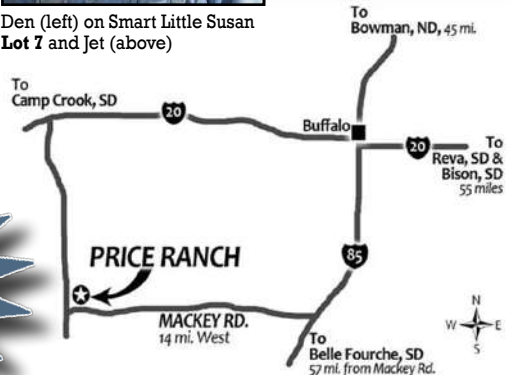 Den (left) on Smart Little Susan
Lot 7 and Jet (above)
To
Bowman, ND, 45 mi.
To
Camp Crook, SD
20
Buffalo
20
To
Reva, SD &
Bison, SD
55 miles
85
PRICE RANCH
MACKEY RD.
14 mi. West
To
Belle Fourche, SD
57 mi. from Mackey Rd.
N
W
E
S